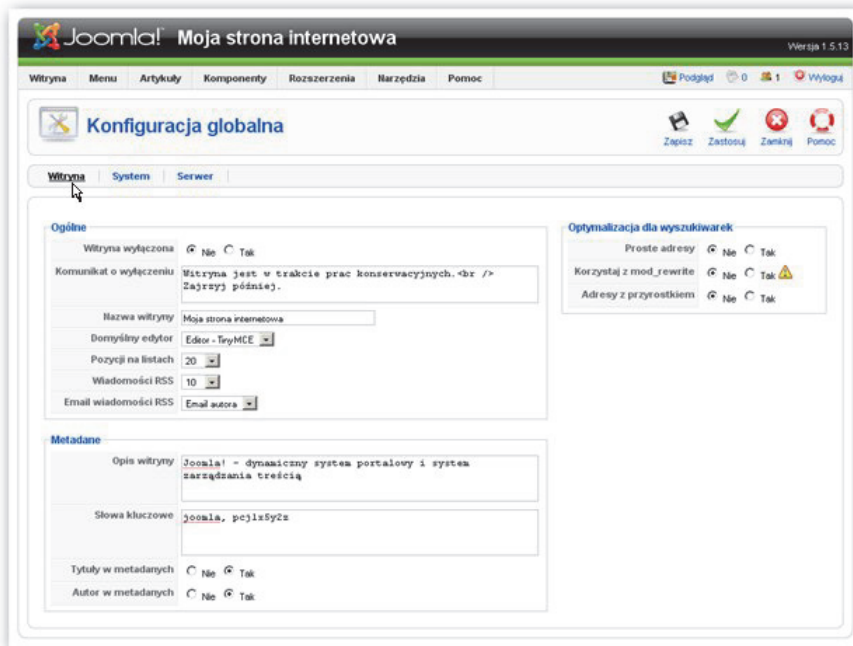 Joomla! Moja strona internetowa
Wersja 1.5.13
Witryna Menu Artykuły Komponenty Rozszerzenia Narzędzia Pomoc Podgląd 0 1 Wyloguj
Konfiguracja globalna
Zapisz Zastosuj Zamknij Pomoc
Witryna System Serwer
Ogólne
Witryna wyłączona Nie Tak
Komunikat o wyłączeniu Witryna jest w trakcie prac konserwacyjnych.<br />
Zajrzyj później.
Nazwa witryny Moja strona internetowa
Domyślny edytor Editor - TinyMCE
Pozycji na listach 20
Wiadomości RSS 10
Email wiadomości RSS Email autora
Optymalizacja dla wyszukiwarek
Proste adresy Nie Tak
Korzystaj z mod_rewrite Nie Tak
Adresy z przyrostkiem Nie Tak
Metadane
Opis witryny Joomla! - dynamiczny system portalowy i system
zarządzania treścią
Słowa kluczowe joomla,
Tytuły w metadanych Nie Tak
Autor w metadanych Nie Tak